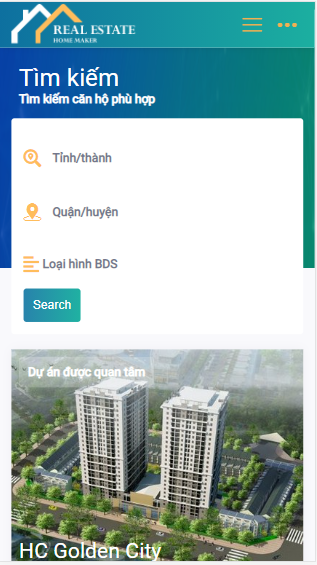 REAL ESTATE
HOME MAKER
Tìm kiếm
Tìm kiếm căn hộ phù hợp
Tỉnh/thành
Quận/huyện
Loại hình BDS
Search
Dự án được quan tâm
HC Golden City